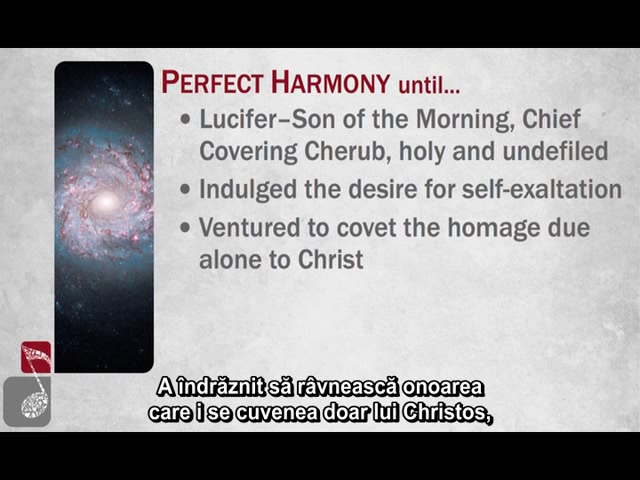 PERFECT HARMONY until...
• Lucifer–Son of the Morning, Chief
Covering Cherub, holy and undefiled
• Indulged the desire for self-exaltation
• Ventured to covet the homage due
alone to Christ
A îndrăznit să râvnească onoarea
care i se cuvenea doar lui Christos,